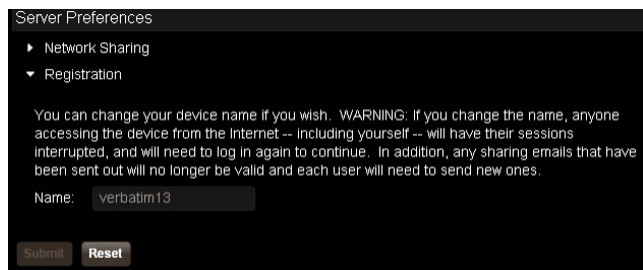 Server Preferences
Network Sharing
Registration
You can change your device name if you wish.  WARNING: If you change the name, anyone
accessing the device from the Internet -- including yourself -- will have their sessions
interrupted, and will need to log in again to continue.  In addition, any sharing emails that have
been sent out will no longer be valid and each user will need to send new ones.
Name: verbatim13
Submit Reset